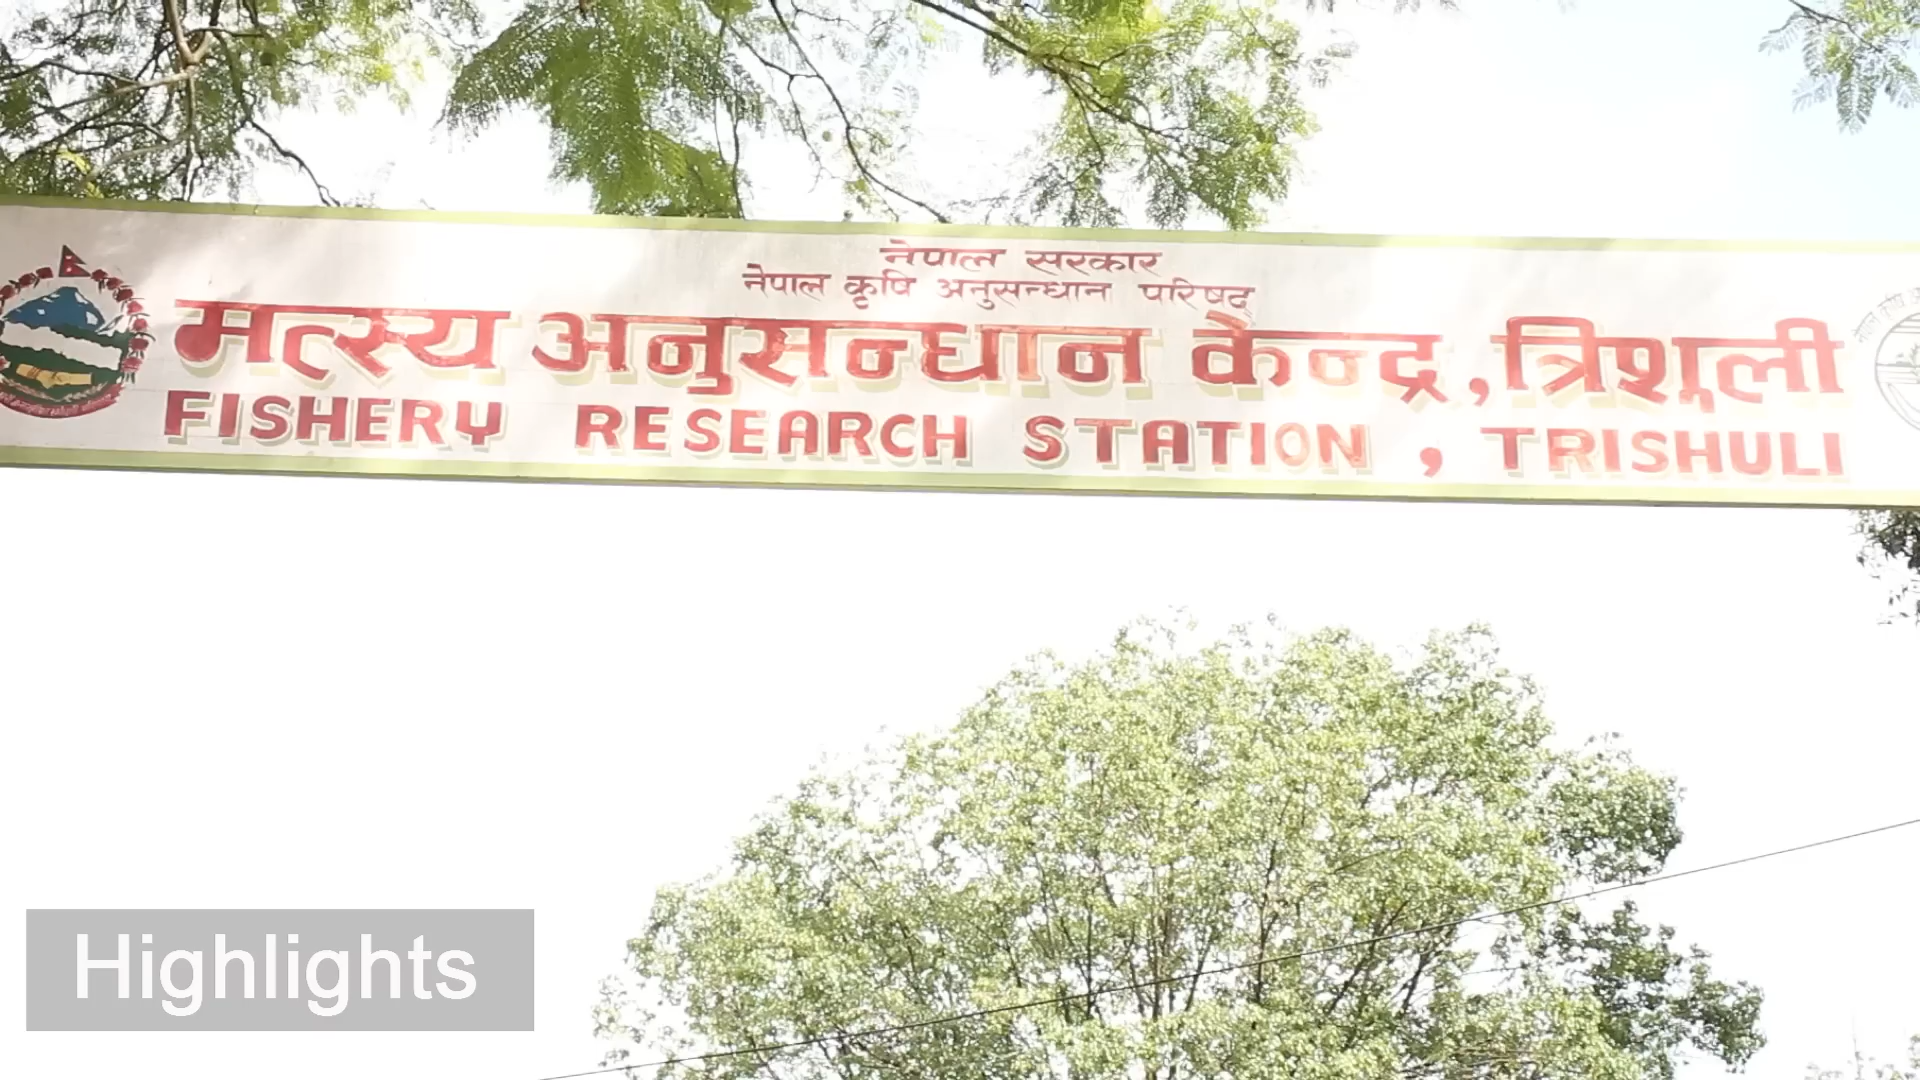 नेपाल सरकार
नेपाल कृषि अनुसन्धान परिषद्
मत्स्य अनुसन्धान केन्द्र, त्रिशूली
FISHERY RESEARCH STATION, TRISHULI
Highlights